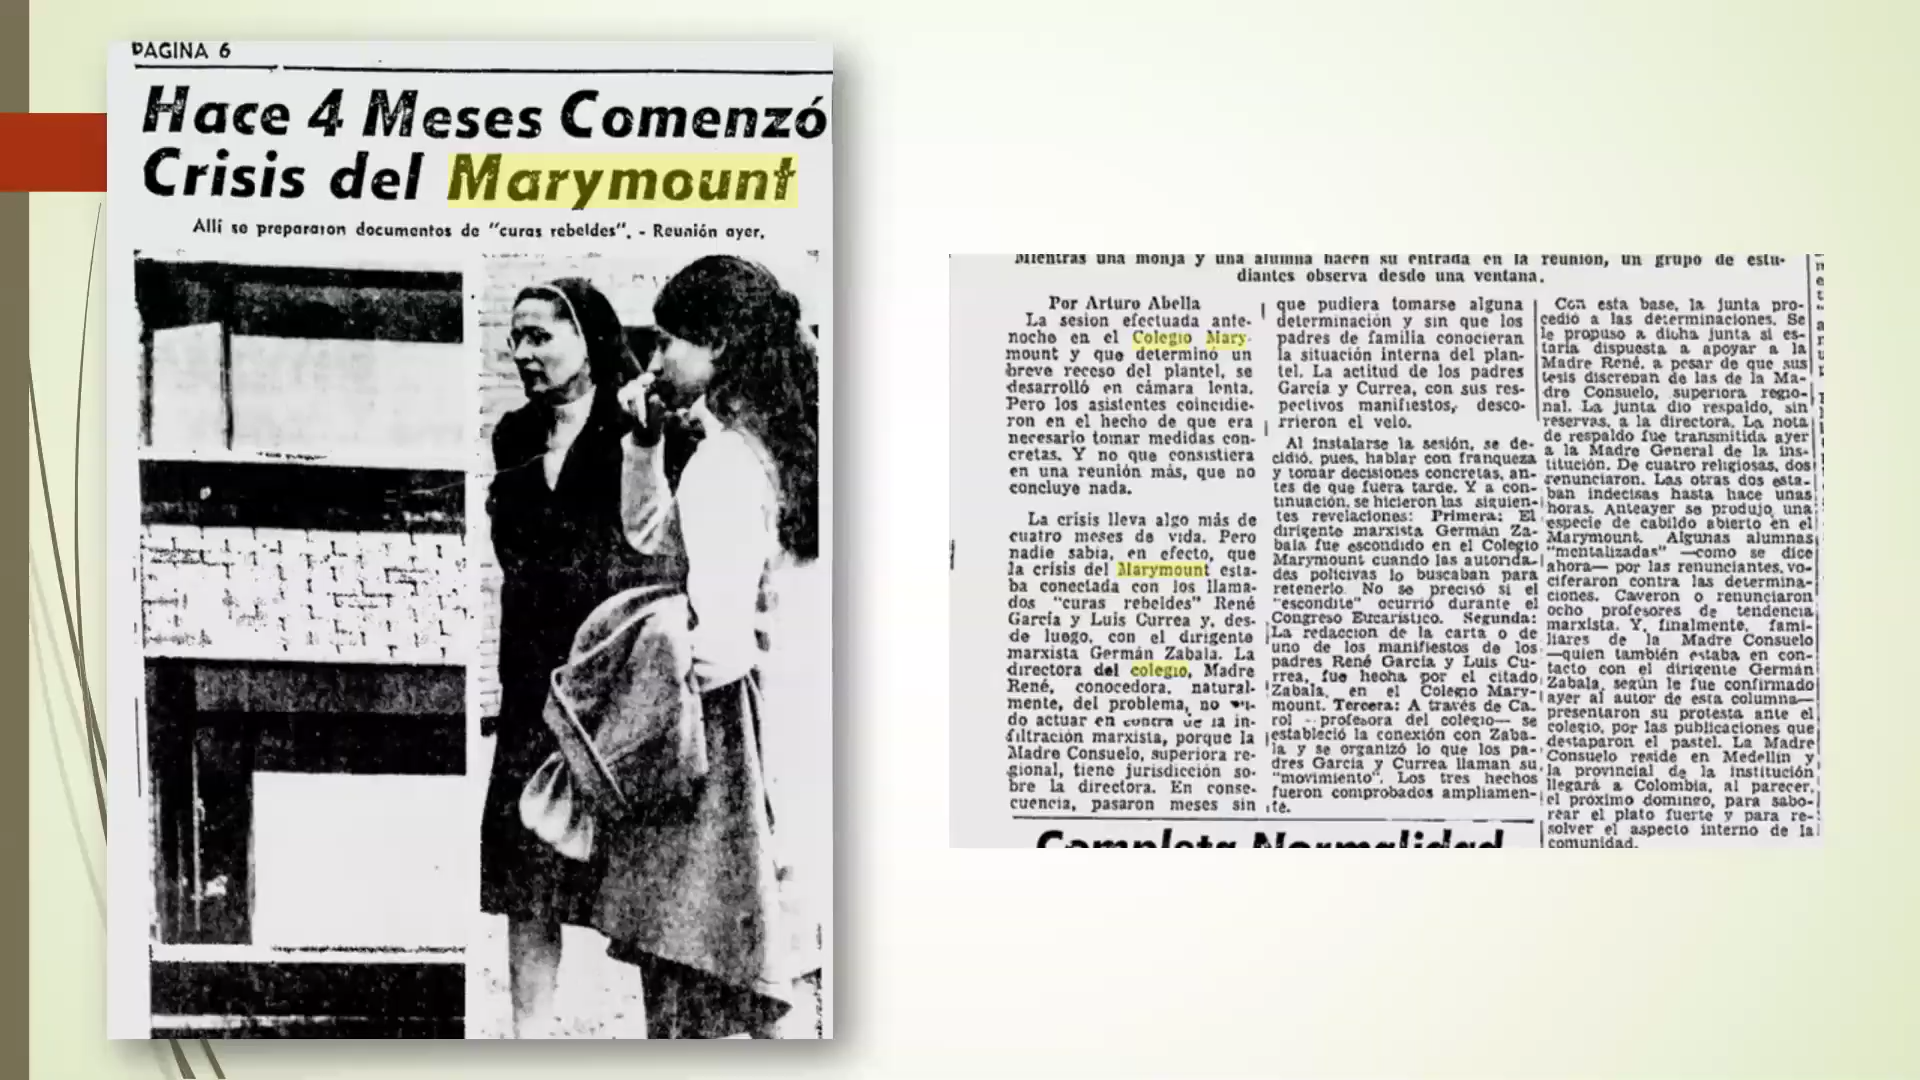 PAGINA 6
Hace 4 Meses Comenzó
Crisis del Marymount
Allí se prepararon documentos de "curas rebeldes". - Reunión ayer.
Mientras una monja y una alumna hacen su entrada en la reunión, un grupo de estu-
diantes observa desde una ventana.
Por Arturo Abella
La sesion efectuada ante-
noche en el Colegio Mary-
mount y que determinó un
breve receso del plantel, se
desarrolló en cámara lenta.
Pero los asistentes coincidie-
ron en el hecho de que era
necesario tomar medidas con-
cretas. Y no que consistiera
en una reunión más, que no
concluye nada.
La crisis lleva algo más de
cuatro meses de vida. Pero
nadie sabía, en efecto, que
la crisis del Marymount esta-
ba conectada con los llama-
dos "curas rebeldes" René
García y Luis Currea y, des-
de luego, con el dirigente
marxista Germán Zabala. La
directora del colegio, Madre
René, conocedora, natural-
mente, del problema, no
do actuar en contra de la in-
filtración marxista, porque la
Madre Consuelo, superiora re-
gional, tiene jurisdicción so-
bre la directora. En conse-
cuencia, pasaron meses sin
que pudiera tomarse alguna
determinación y sin que los
padres de familia conocieran
la situación interna del plan-
tel. La actitud de los padres
García y Currea, con sus res-
pectivos manifiestos, desco-
rrieron el velo.
Al instalarse la sesión, se de-
cidió, pues, hablar con franqueza
y tomar decisiones concretas, an-
tes de que fuera tarde. Y a con-
tinuación, se hicieron las siguien-
tes revelaciones: Primera: El
dirigente marxista Germán Za-
bala fue escondido en el Colegio
Marymount cuando las autorida-
des policivas lo buscaban para
retenerlo. No se precisó si el
"escondite" ocurrió durante el
Congreso Eucarístico. Segunda:
La redaccion de la carta o de
uno de los manifiestos de los
padres René García y Luis Cu-
rrea, fue hecha por el citado
Zabala, en el Colegio Mary-
mount. Tercera: A través de Ca-
rol - profesora del colegio— se
estableció la conexión con Zaba-
la y se organizó lo que los pa-
dres García y Currea llaman su
"movimiento". Los tres hechos
fueron comprobados ampliamen-
te.
Con esta base, la junta pro-
cedió a las determinaciones. Se
le propuso a dicha junta si es-
taría dispuesta a apoyar a la
Madre René, a pesar de que sus
tesis discrepan de las de la Ma-
dre Consuelo, superiora regio-
nal. La junta dio respaldo, sin
reservas, a la directora. La nota
de respaldo fue transmitida ayer
a la Madre General de la ins-
titución. De cuatro religiosas, dos
renunciaron. Las otras dos esta-
ban indecisas hasta hace unas
horas. Anteayer se produjo una
especie de cabildo abierto en el
Marymount. Algunas alumnas
"mentalizadas" —como se dice
ahora— por las renunciantes, vo-
ciferaron contra las determina-
ciones. Cayeron o renunciaron
ocho profesores de tendencia
marxista. Y, finalmente, fami-
liares de la Madre Consuelo
—quien también estaba en con-
tacto con el dirigente Germán
Zabala, según le fue confirmado
ayer al autor de esta columna—
presentaron su protesta ante el
colegio, por las publicaciones que
destaparon el pastel. La Madre
Consuelo reside en Medellín y
la provincial de la institución
llegará a Colombia, al parecer,
el próximo domingo, para sabo-
rear el plato fuerte y para re-
solver el aspecto interno de la
comunidad.
Completa Normalidad